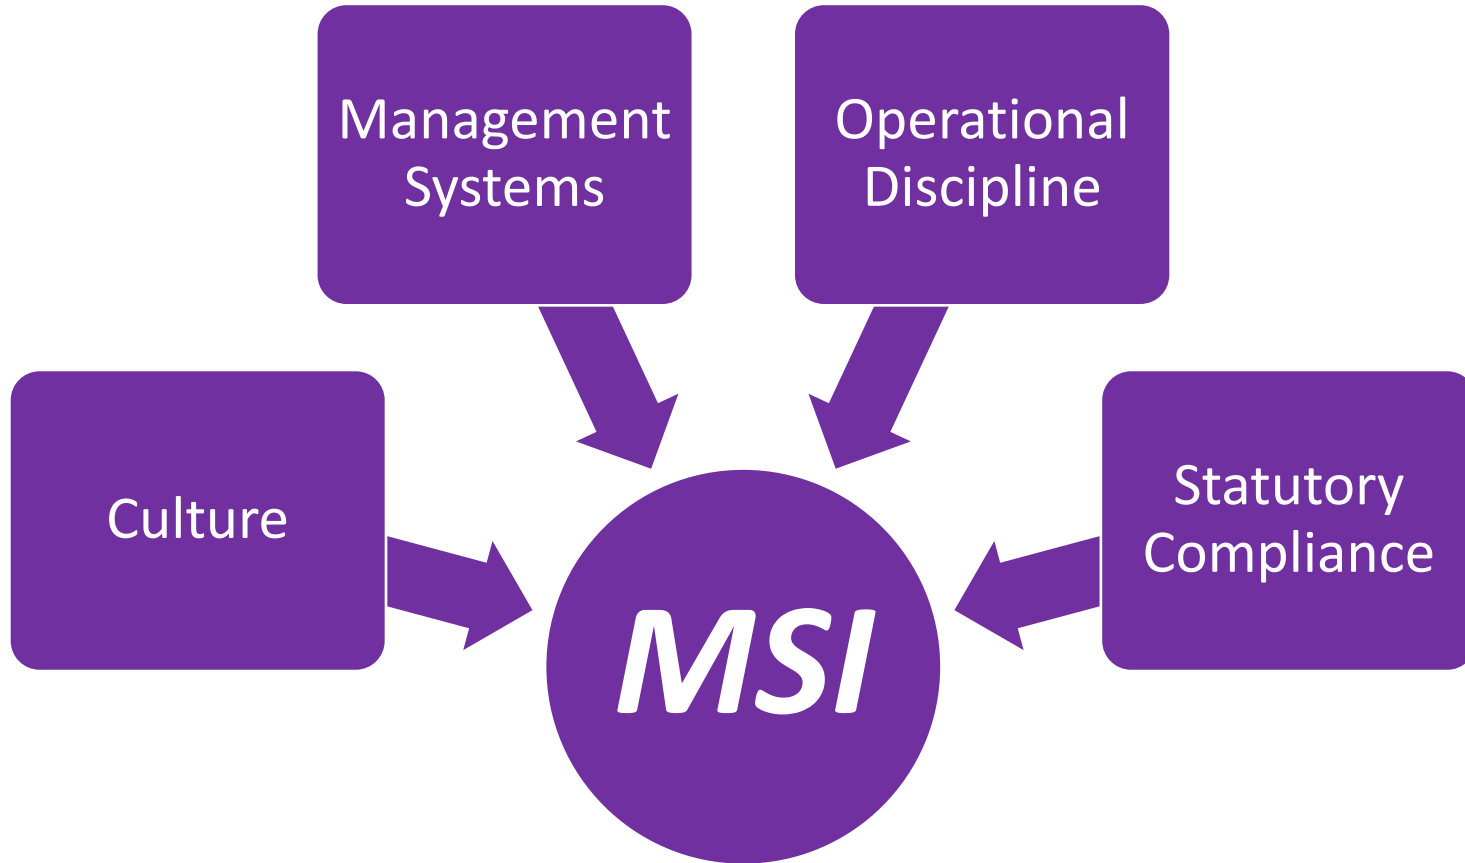 Management
Systems
Operational
Discipline
Culture
Statutory
Compliance
MSI